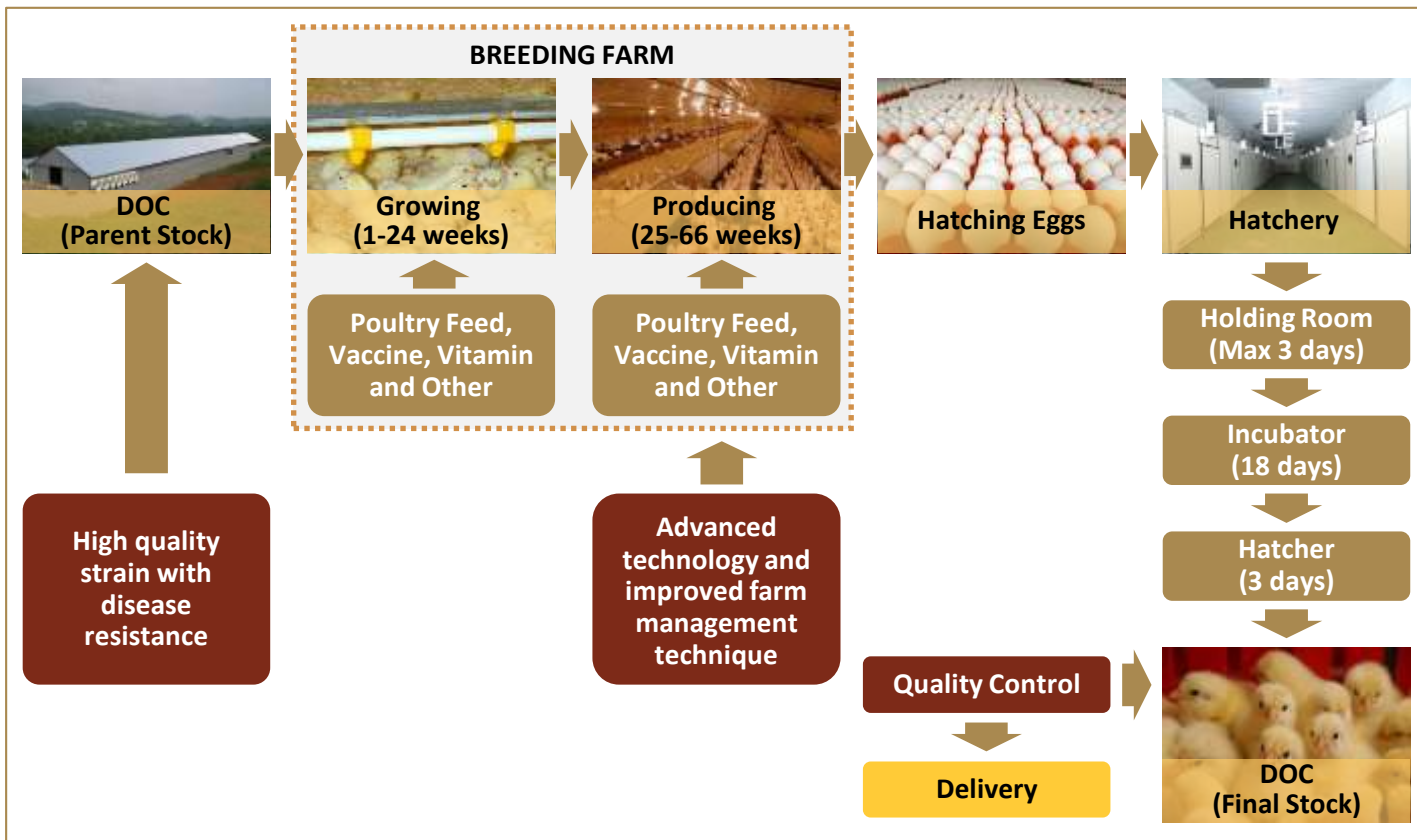 BREEDING FARM
DOC
(Parent Stock)
Growing
(1-24 weeks)
Producing
(25-66 weeks)
Hatching Eggs
Hatchery
Poultry Feed,
Vaccine, Vitamin
and Other
Poultry Feed,
Vaccine, Vitamin
and Other
Holding Room
(Max 3 days)
Incubator
(18 days)
Hatcher
(3 days)
High quality
strain with
disease
resistance
Advanced
technology and
improved farm
management
technique
Quality Control
Delivery
DOC
(Final Stock)